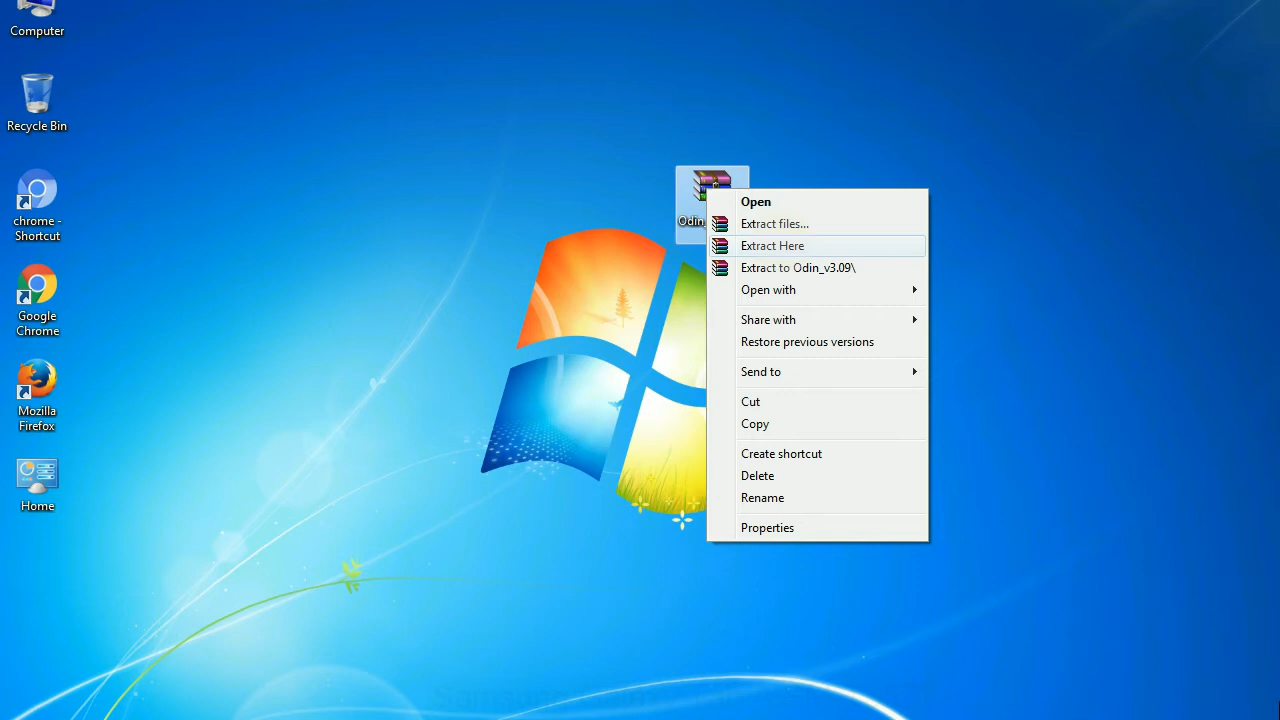 Computer
Recycle Bin
chrome -
Shortcut
Google
Chrome
Mozilla
Firefox
Home
Odin_
Open
Extract files...
Extract Here
Extract to Odin_v3.09\
Open with
Share with
Restore previous versions
Send to
Cut
Copy
Create shortcut
Delete
Rename
Properties